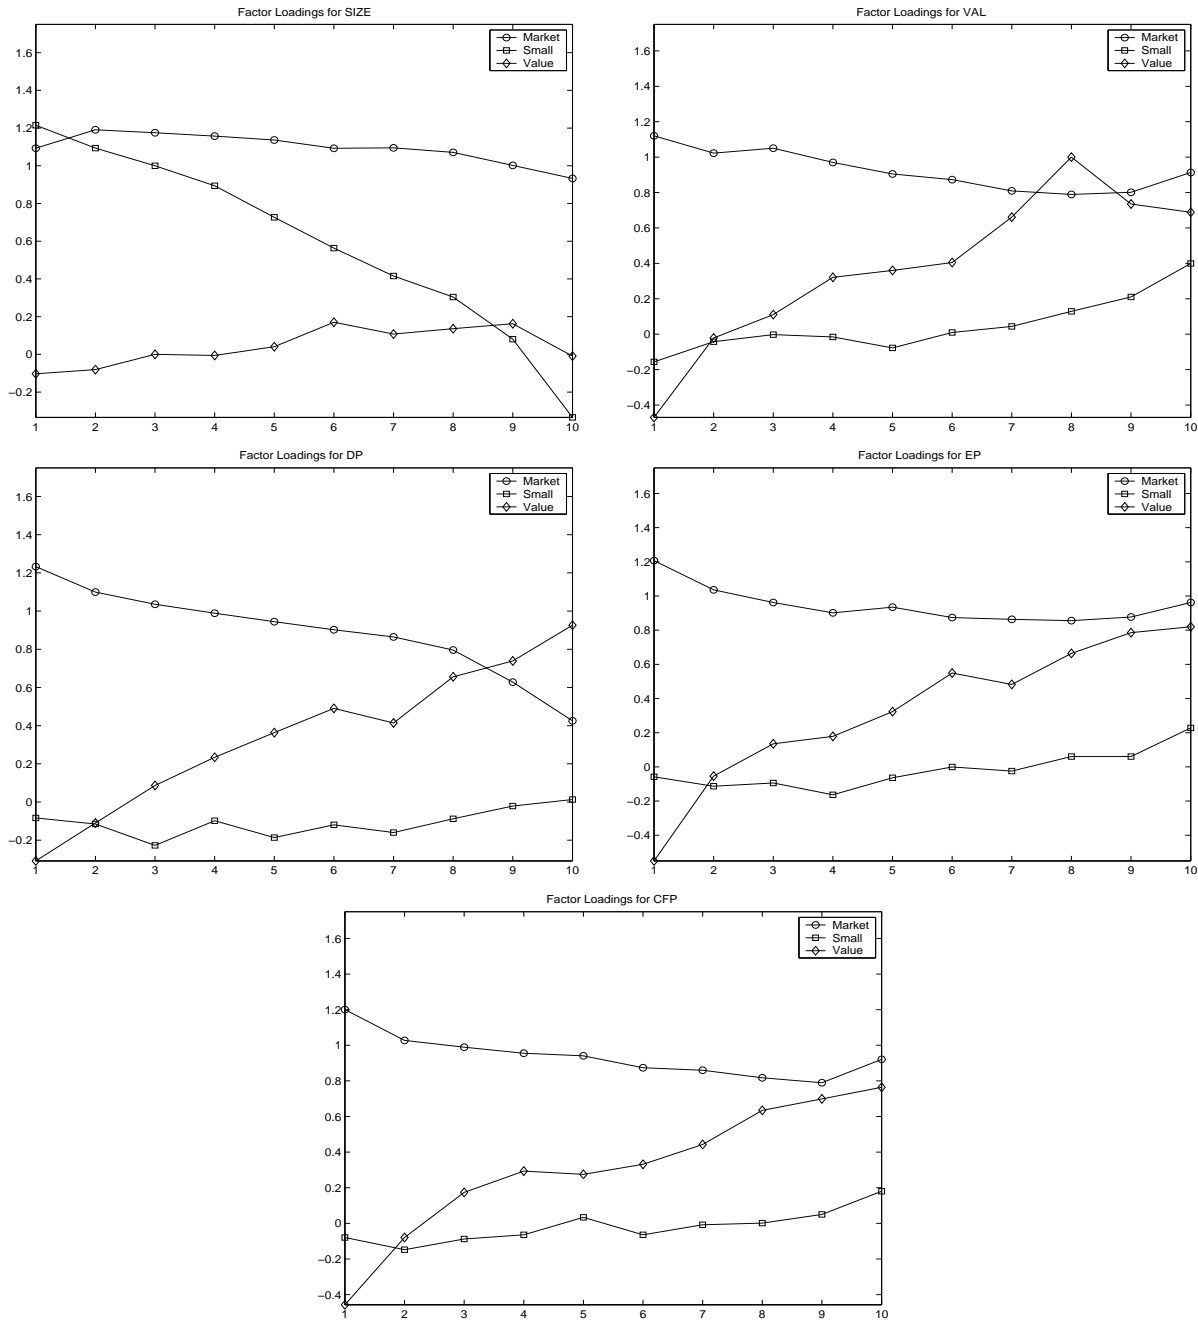 Factor Loadings for SIZE
Market
Small
Value
1.6
1.4
1.2
1
0.8
0.6
0.4
0.2
0
−0.2
1 2 3 4 5 6 7 8 9 10
Factor Loadings for VAL
Market
Small
Value
1.6
1.4
1.2
1
0.8
0.6
0.4
0.2
0
−0.2
−0.4
1 2 3 4 5 6 7 8 9 10
Factor Loadings for DP
Market
Small
Value
1.6
1.4
1.2
1
0.8
0.6
0.4
0.2
0
−0.2
1 2 3 4 5 6 7 8 9 10
Factor Loadings for EP
Market
Small
Value
1.6
1.4
1.2
1
0.8
0.6
0.4
0.2
0
−0.2
−0.4
1 2 3 4 5 6 7 8 9 10
Factor Loadings for CFP
Market
Small
Value
1.6
1.4
1.2
1
0.8
0.6
0.4
0.2
0
−0.2
−0.4
1 2 3 4 5 6 7 8 9 10